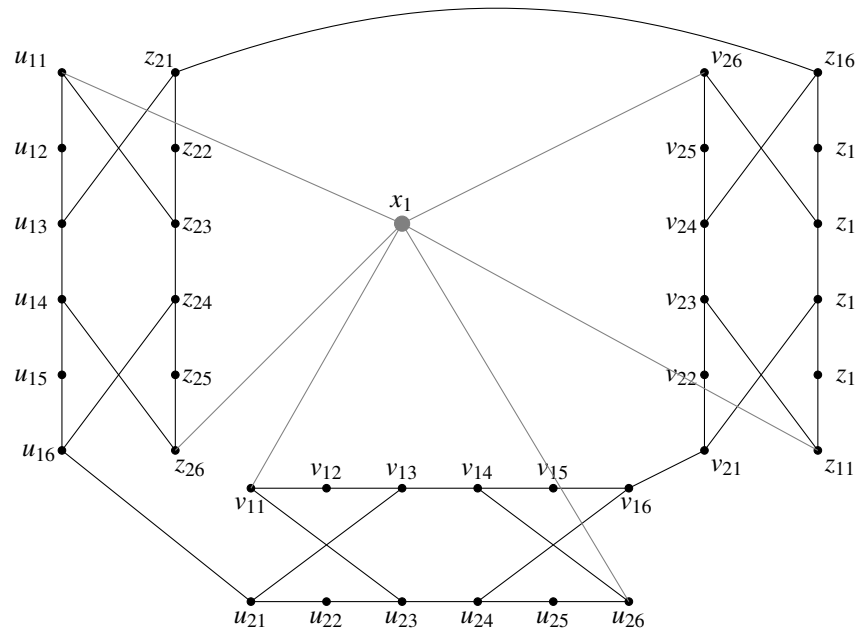 u11 z21 v26 z16
u12 z22 v25 z1
x1
u13 z23 v24 z1
u14 z24 v23 z1
u15 z25 v22 z1
u16 z26 v21 z11
v11 v12 v13 v14 v15 v16
u21 u22 u23 u24 u25 u26